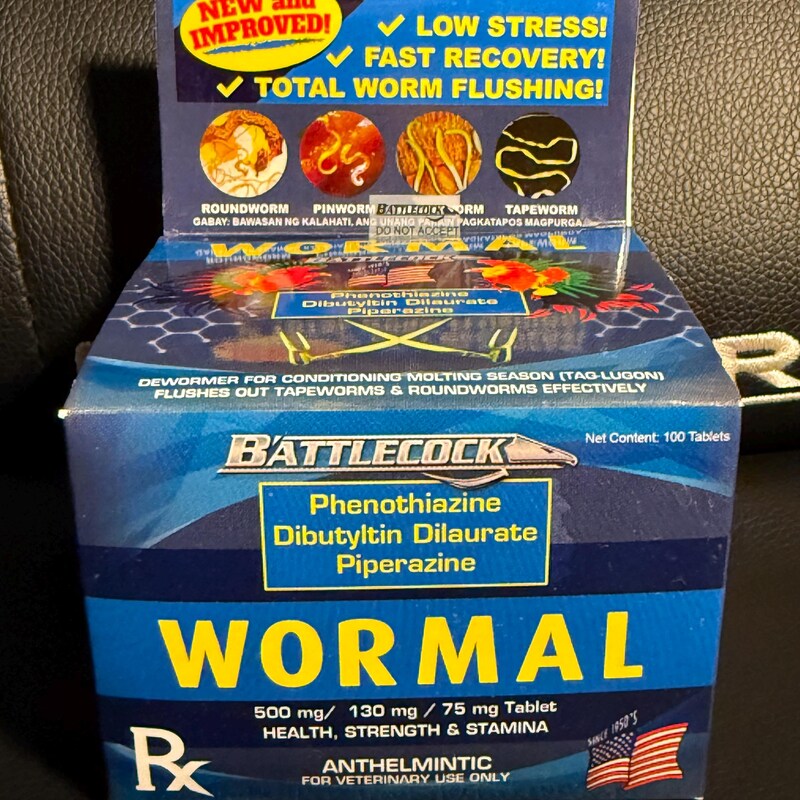 NEW and
IMPROVED!
LOW STRESS!
FAST RECOVERY!
TOTAL WORM FLUSHING!
ROUNDWORM PINWORM ORM TAPEWORM
BATTLECOCK
DO NOT ACCEPT
GABAY: BAWASAN NG KALAHATI, ANG UNANG PAGKATAPOS MAGPURGA
WORMAL
BATTLECOCK
Phenothiazine
Dibutyltin Dilaurate
Piperazine
DEWORMER FOR CONDITIONING MOLTING SEASON (TAG-LUGON)
FLUSHES OUT TAPEWORMS & ROUNDWORMS EFFECTIVELY
B'ATTLECOCK
Net Content: 100 Tablets
Phenothiazine
Dibutyltin Dilaurate
Piperazine
WORMAL
500 mg/ 130 mg / 75 mg Tablet
HEALTH, STRENGTH & STAMINA
SINCE 1950'S
Rx
ANTHELMINTIC
FOR VETERINARY USE ONLY
R